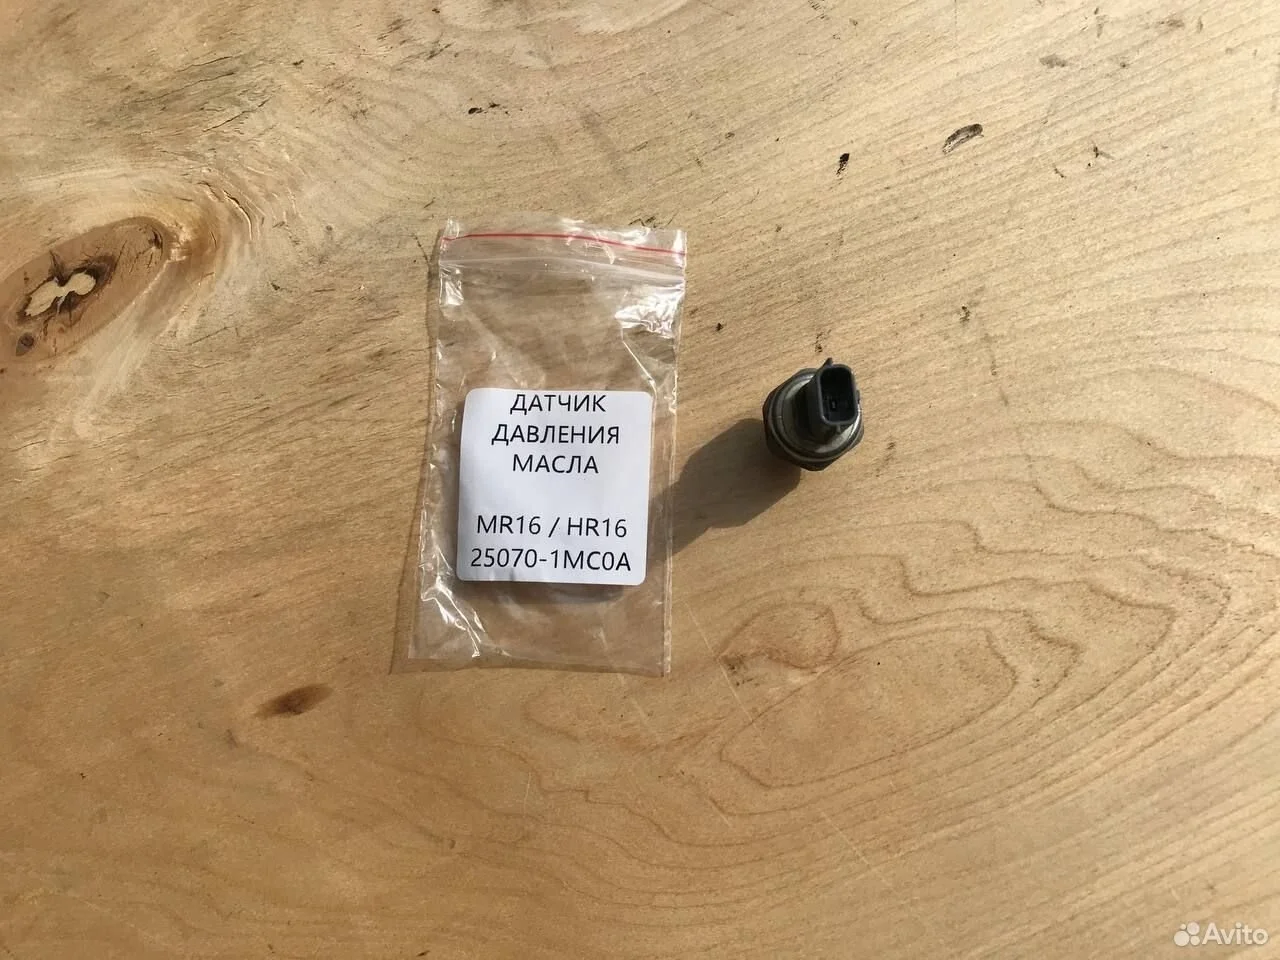 ДАТЧИК
ДАВЛЕНИЯ
МАСЛА
MR16 / HR16
25070-1MC0A
Avito